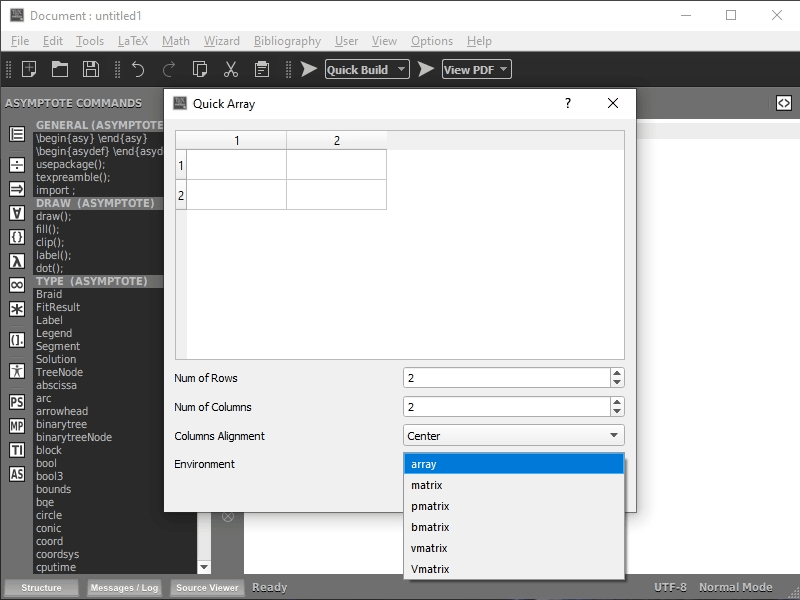 Document : untitled1
File Edit Tools LaTeX Math Wizard Bibliography User View Options Help
Quick Build View PDF
ASYMPTOTE COMMANDS
GENERAL (ASYMPTOTE
\begin{asy} \end{asy}
\begin{asydef} \end{asyd
usepackage();
texpreamble();
import ;
DRAW (ASYMPTOTE)
draw();
fill();
clip();
label();
dot();
TYPE (ASYMPTOTE)
Braid
FitResult
Label
Legend
Segment
Solution
TreeNode
abscissa
arc
arrowhead
binarytree
binarytreeNode
block
bool
bool3
bounds
bqe
circle
conic
coord
coordsys
cputime
PS
MP
TI
AS
Quick Array
?
1 2
1
2
Num of Rows 2
Num of Columns 2
Columns Alignment Center
Environment
array
matrix
pmatrix
bmatrix
vmatrix
Vmatrix
Structure Messages / Log Source Viewer Ready UTF-8 Normal Mode